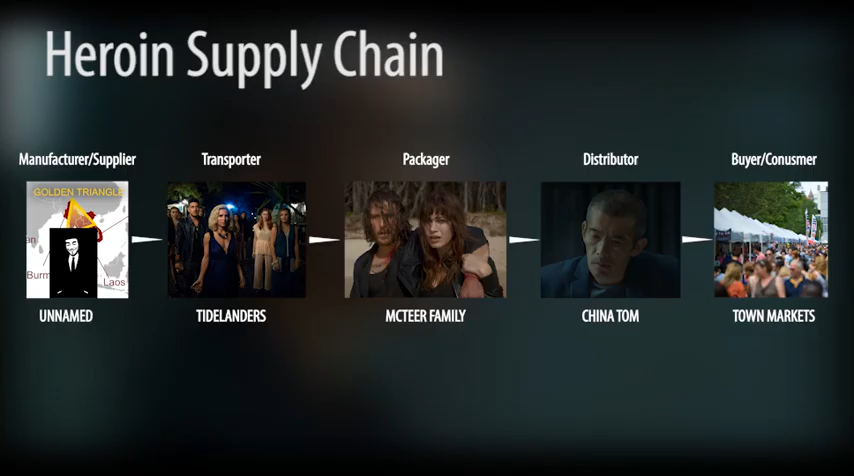 Heroin Supply Chain
Manufacturer/Supplier
Transporter
Packager
Distributor
Buyer/Conusmer
GOLDEN TRIANGLE
an
Burm
Laos
UNNAMED
TIDELANDERS
MCTEER FAMILY
CHINA TOM
TOWN MARKETS